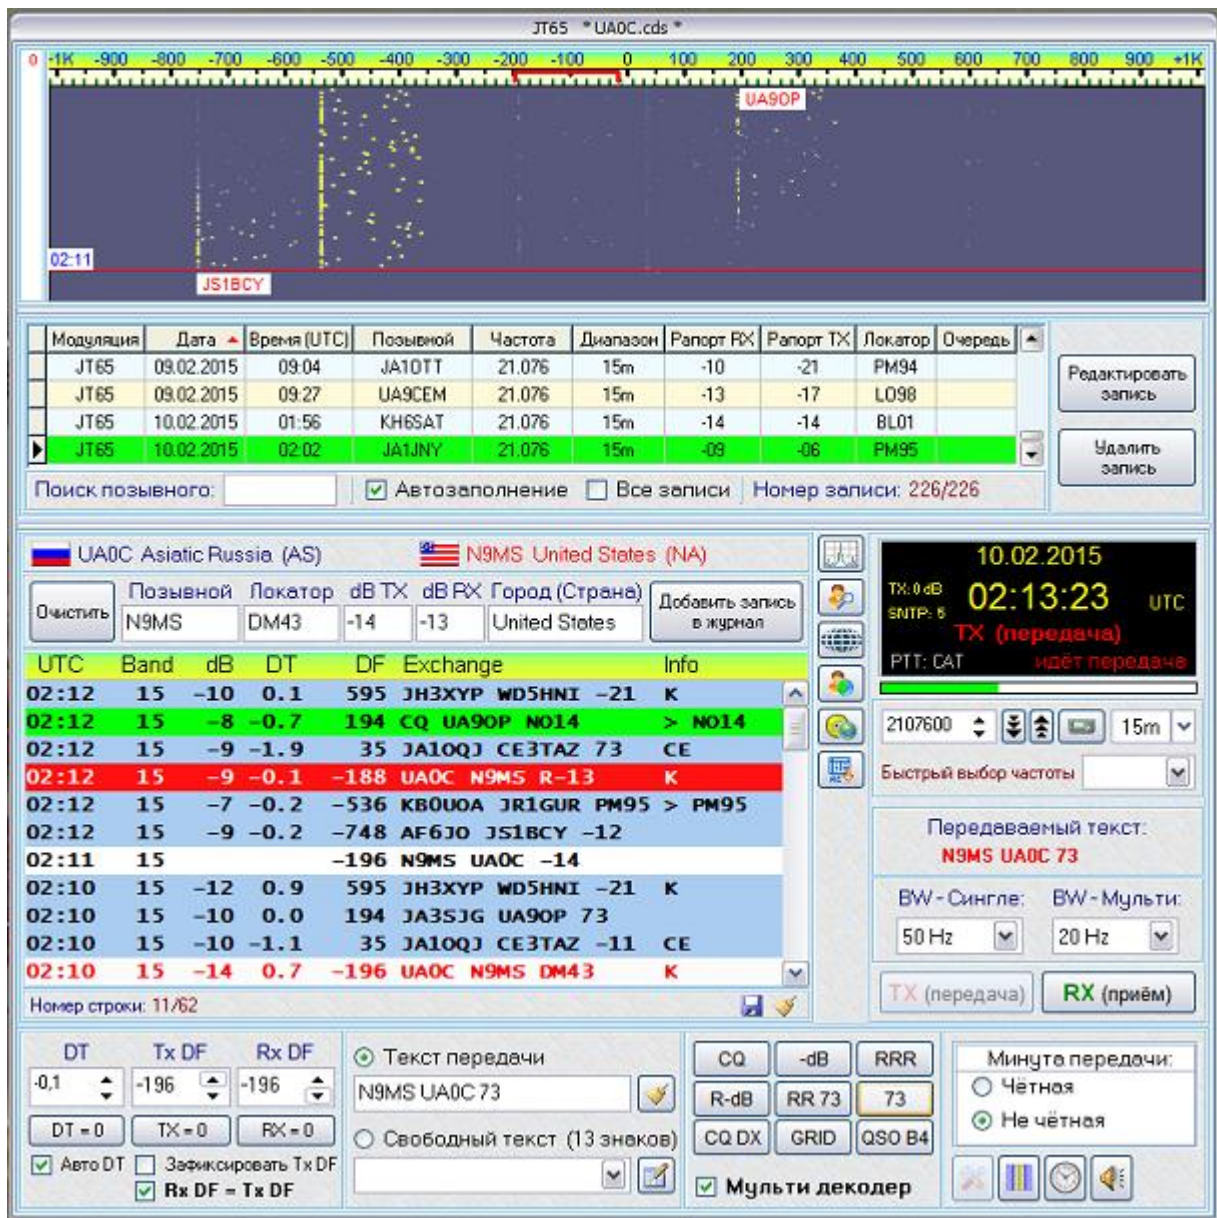 JT65 *UA0C.cds *
0 -1K -900 -800 -700 -600 -500 -400 -300 -200 -100 0 100 200 300 400 500 600 700 800 900 +1K
UA9OP
02:11
JS1BCY
Модуляция Дата Время (UTC) Позывной Частота Диапазон Рапорт RX Рапорт TX Локатор Очередь
JT65 09.02.2015 09:04 JA1OTT 21.076 15m -10 -21 PM94
JT65 09.02.2015 09:27 UA9CEM 21.076 15m -13 -17 LO98
JT65 10.02.2015 01:56 KH6SAT 21.076 15m -14 -14 BL01
JT65 10.02.2015 02:02 JA1JNY 21.076 15m -09 -06 PM95
Редактировать
запись
Удалить
запись
Поиск позывного: Автозаполнение Все записи Номер записи: 226/226
UA0C Asiatic Russia (AS) N9MS United States (NA)
Очистить
Позывной Локатор dB TX dB RX Город (Страна)
N9MS DM43 -14 -13 United States
Добавить запись
в журнал
UTC Band dB DT DF Exchange Info
02:12 15 -10 0.1 595 JH3XYP WD5HNI -21 K
02:12 15 -8 -0.7 194 CQ UA9OP NO14 > NO14
02:12 15 -9 -1.9 35 JA1OQJ CE3TAZ 73 CE
02:12 15 -9 -0.1 -188 UA0C N9MS R-13 K
02:12 15 -7 -0.2 -536 KB0UOA JR1GUR PM95 > PM95
02:12 15 -9 -0.2 -748 AF6JO JS1BCY -12
02:11 15 -196 N9MS UA0C -14
02:10 15 -12 0.9 595 JH3XYP WD5HNI -21 K
02:10 15 -10 0.0 194 JA3SJG UA9OP 73
02:10 15 -10 -1.1 35 JA1OQJ CE3TAZ -11 CE
02:10 15 -14 0.7 -196 UA0C N9MS DM43 K
Номер строки: 11/62
10.02.2015
TX: 0 dB 02:13:23 UTC
SNTP: 5
TX (передача)
PTT: CAT идёт передача
2107600 15m
Быстрый выбор частоты
Передаваемый текст:
N9MS UA0C 73
BW-Сингле: BW-Мульти:
50 Hz 20 Hz
TX (передача) RX (приём)
DT Tx DF Rx DF
-0,1 -196 -196
DT = 0 TX = 0 RX = 0
Авто DT Зафиксировать Tx DF
Rx DF = Tx DF
Текст передачи
N9MS UA0C 73
Свободный текст (13 знаков)
CQ -dB RRR
R-dB RR 73 73
CQ DX GRID QSO B4
Мульти декодер
Минута передачи:
Чётная
Не чётная